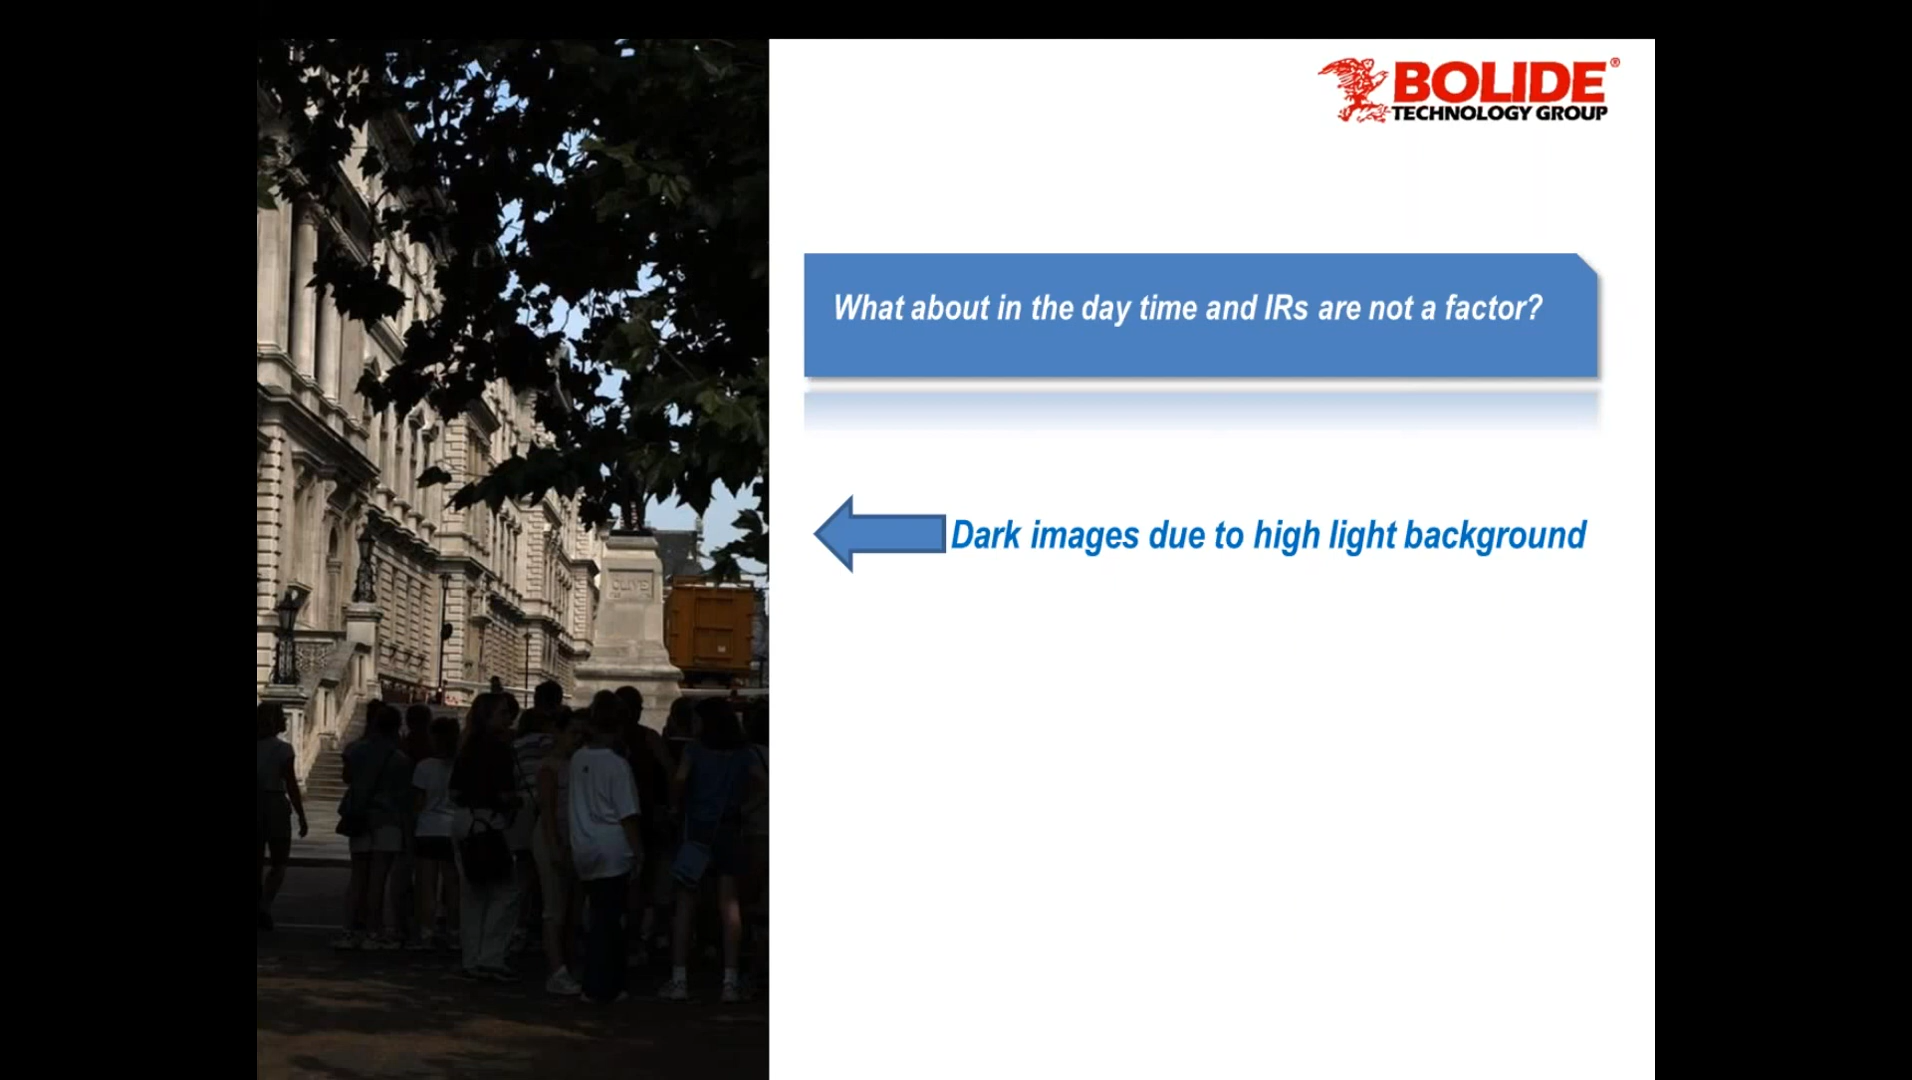 BOLIDE®
TECHNOLOGY GROUP
What about in the day time and IRs are not a factor?
Dark images due to high light background
CLIVE